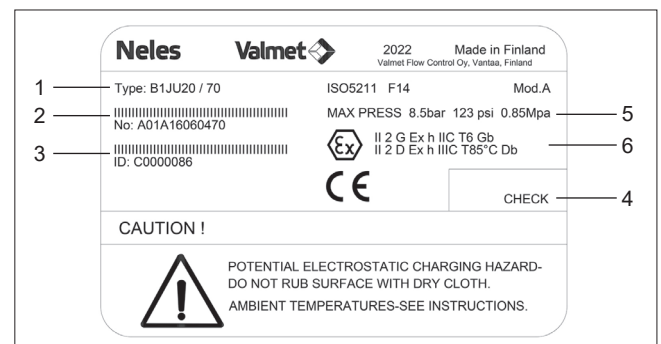 Neles Valmet 2022 Made in Finland
Valmet Flow Control Oy, Vantaa, Finland
1 Type: B1JU20 / 70 ISO5211 F14 Mod.A
2 No: A01A16060470 MAX PRESS 8.5bar 123 psi 0.85Mpa 5
3 ID: C0000086
Ex II 2 G Ex h IIC T6 Gb
II 2 D Ex h IIIC T85°C Db 6
CE
CHECK 4
CAUTION !
POTENTIAL ELECTROSTATIC CHARGING HAZARD-
DO NOT RUB SURFACE WITH DRY CLOTH.
AMBIENT TEMPERATURES-SEE INSTRUCTIONS.